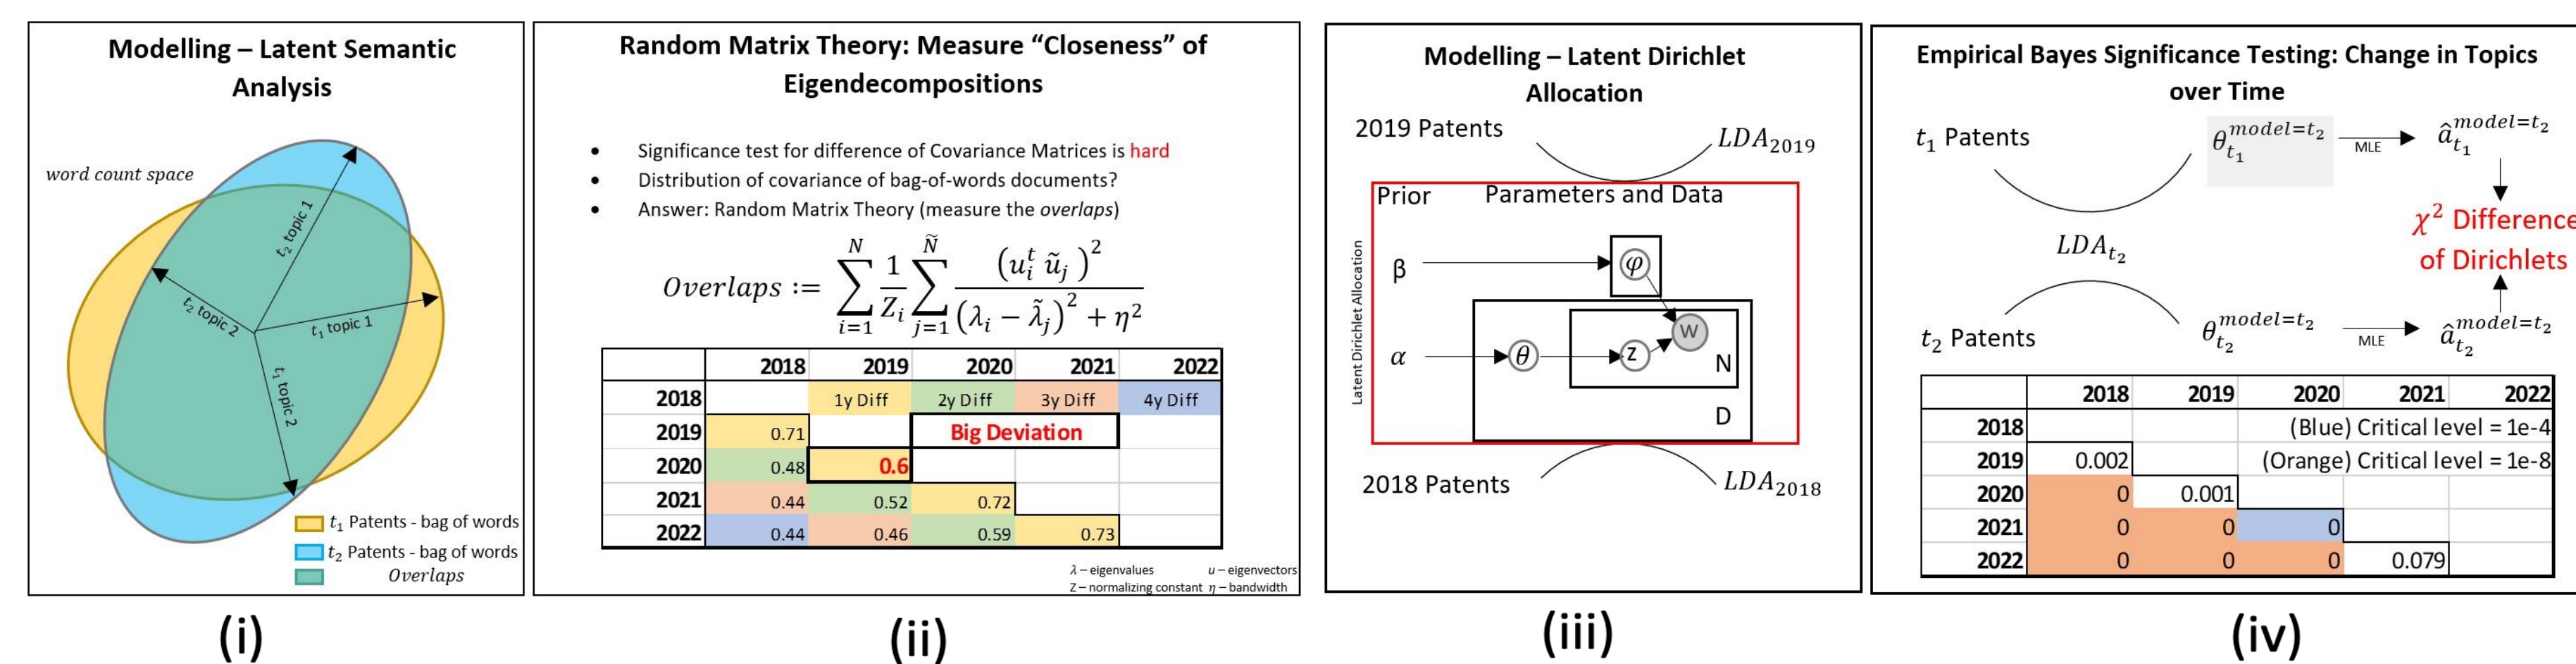 Modelling – Latent Semantic
Analysis
word count space
t₂ topic 1
t₂ topic 2
t₁ topic 1
t₁ topic 2
t₁ Patents - bag of words
t₂ Patents - bag of words
Overlaps
(i)
Random Matrix Theory: Measure “Closeness” of
Eigendecompositions
• Significance test for difference of Covariance Matrices is hard
• Distribution of covariance of bag-of-words documents?
• Answer: Random Matrix Theory (measure the overlaps)
Overlaps := ∑_{i=1}^{N} 1/Z_i ∑_{j=1}^{Ñ} (u_i^t ũ_j)² / ((λ_i − λ̃_j)² + η²)
2018 2019 2020 2021 2022
2018 1y Diff 2y Diff 3y Diff 4y Diff
2019 0.71 Big Deviation
2020 0.48 0.6
2021 0.44 0.52 0.72
2022 0.44 0.46 0.59 0.73
λ – eigenvalues u – eigenvectors
Z – normalizing constant η – bandwidth
(ii)
Modelling – Latent Dirichlet
Allocation
2019 Patents LDA₂₀₁₉
Prior Parameters and Data
Latent Dirichlet Allocation
β φ
w
α θ z N
D
2018 Patents LDA₂₀₁₈
(iii)
Empirical Bayes Significance Testing: Change in Topics
over Time
t₁ Patents θ_{t₁}^{model=t₂} MLE â_{t₁}^{model=t₂}
χ² Difference
LDA_{t₂} of Dirichlets
t₂ Patents θ_{t₂}^{model=t₂} MLE â_{t₂}^{model=t₂}
2018 2019 2020 2021 2022
2018 (Blue) Critical level = 1e-4
2019 0.002 (Orange) Critical level = 1e-8
2020 0 0.001
2021 0 0 0
2022 0 0 0 0.079
(iv)